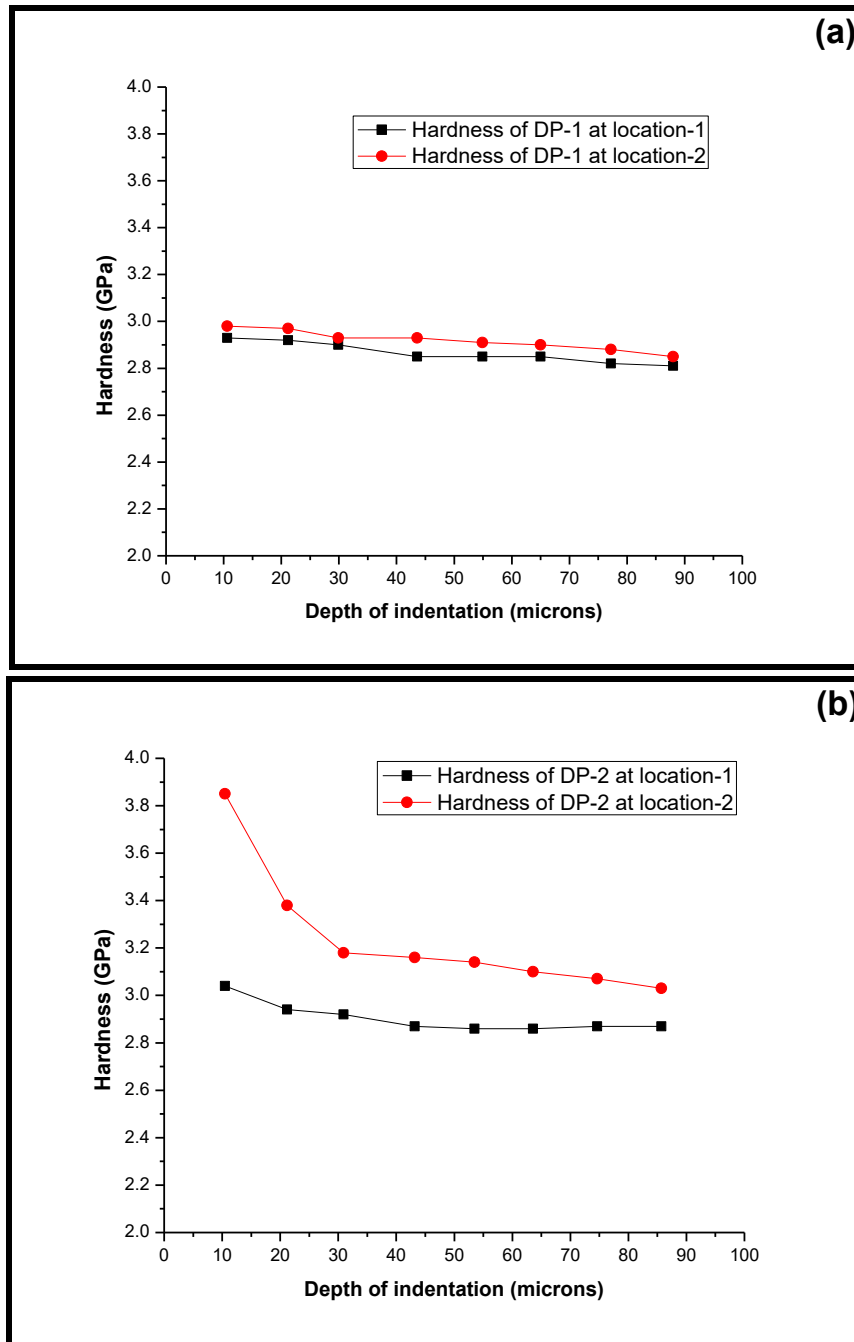 (a)
4.0
3.8
3.6
3.4
3.2
3.0
2.8
2.6
2.4
2.2
2.0
Hardness (GPa)
Hardness of DP-1 at location-1
Hardness of DP-1 at location-2
0 10 20 30 40 50 60 70 80 90 100
Depth of indentation (microns)
(b)
4.0
3.8
3.6
3.4
3.2
3.0
2.8
2.6
2.4
2.2
2.0
Hardness (GPa)
Hardness of DP-2 at location-1
Hardness of DP-2 at location-2
0 10 20 30 40 50 60 70 80 90 100
Depth of indentation (microns)